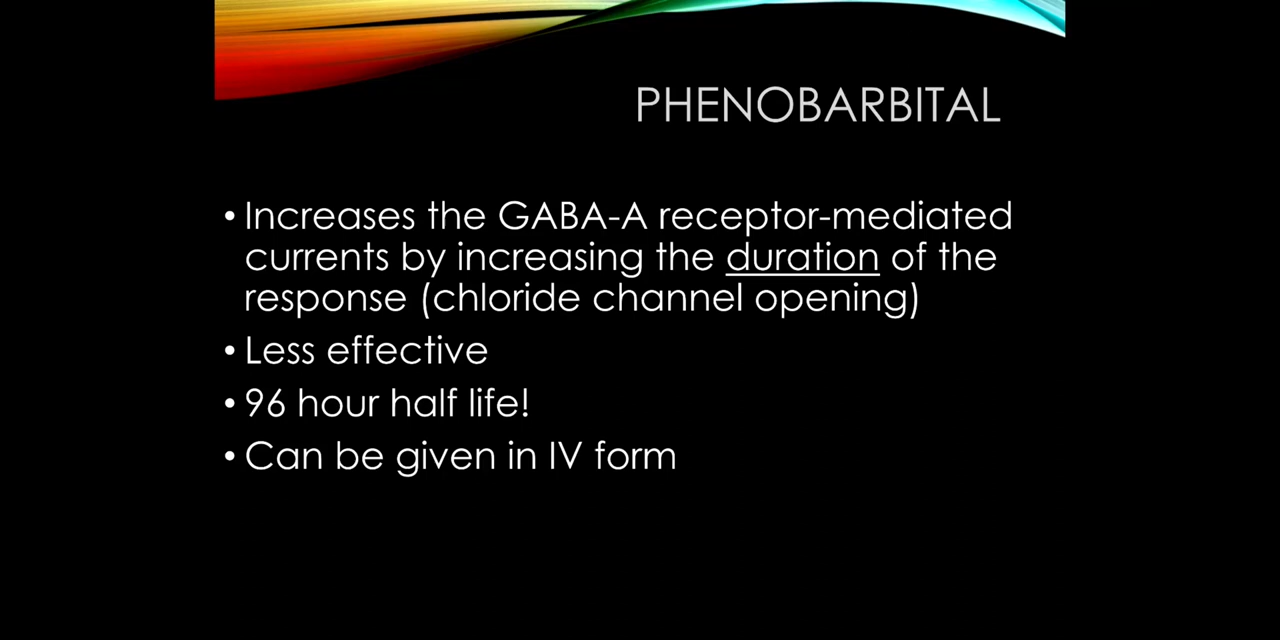 PHENOBARBITAL
• Increases the GABA-A receptor-mediated
currents by increasing the duration of the
response (chloride channel opening)
• Less effective
• 96 hour half life!
• Can be given in IV form